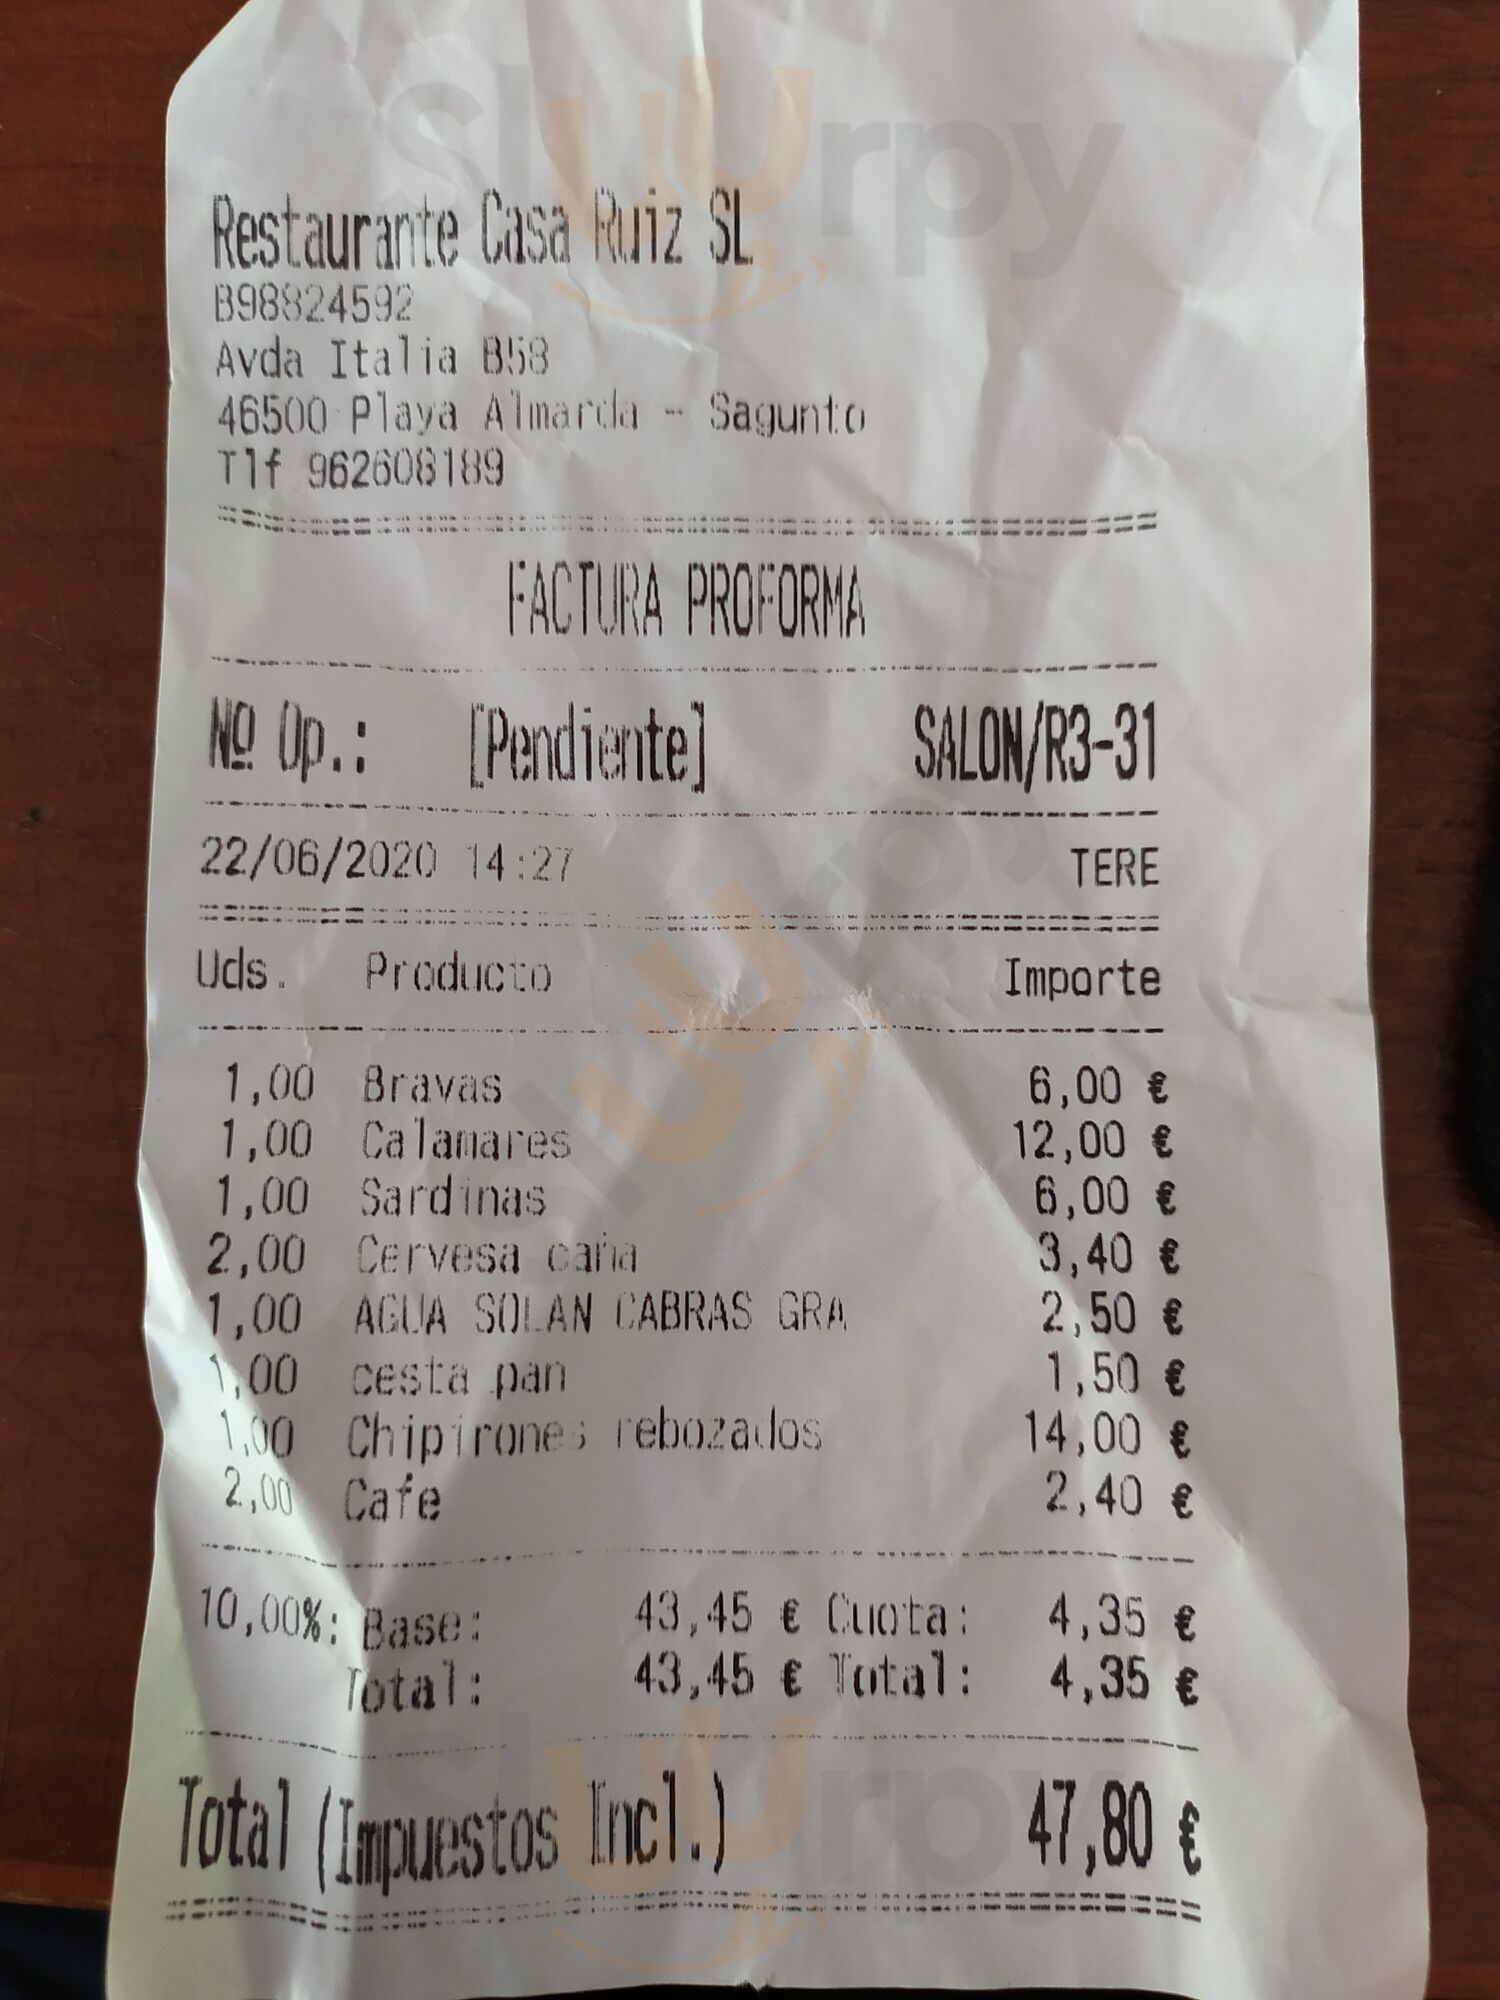 Sluurpy
Restaurante Casa Ruiz SL
B98824592
Avda Italia B58
46500 Playa Almarda - Sagunto
Tlf 962608189
FACTURA PROFORMA
Nº Op.: [Pendiente] SALON/R3-31
22/06/2020 14:27 TERE
Uds. Producto Importe
Sluurpy
1,00 Bravas 6,00 €
1,00 Calamares 12,00 €
1,00 Sardinas 6,00 €
2,00 Cervesa caña 3,40 €
1,00 AGUA SOLAN CABRAS GRA 2,50 €
1,00 cesta pan 1,50 €
1,00 Chipirones rebozados 14,00 €
2,00 Cafe 2,40 €
10,00%: Base: 43,45 € Cuota: 4,35 €
Total: 43,45 € Total: 4,35 €
Total (Impuestos Incl.) 47,80 €
Sluurpy